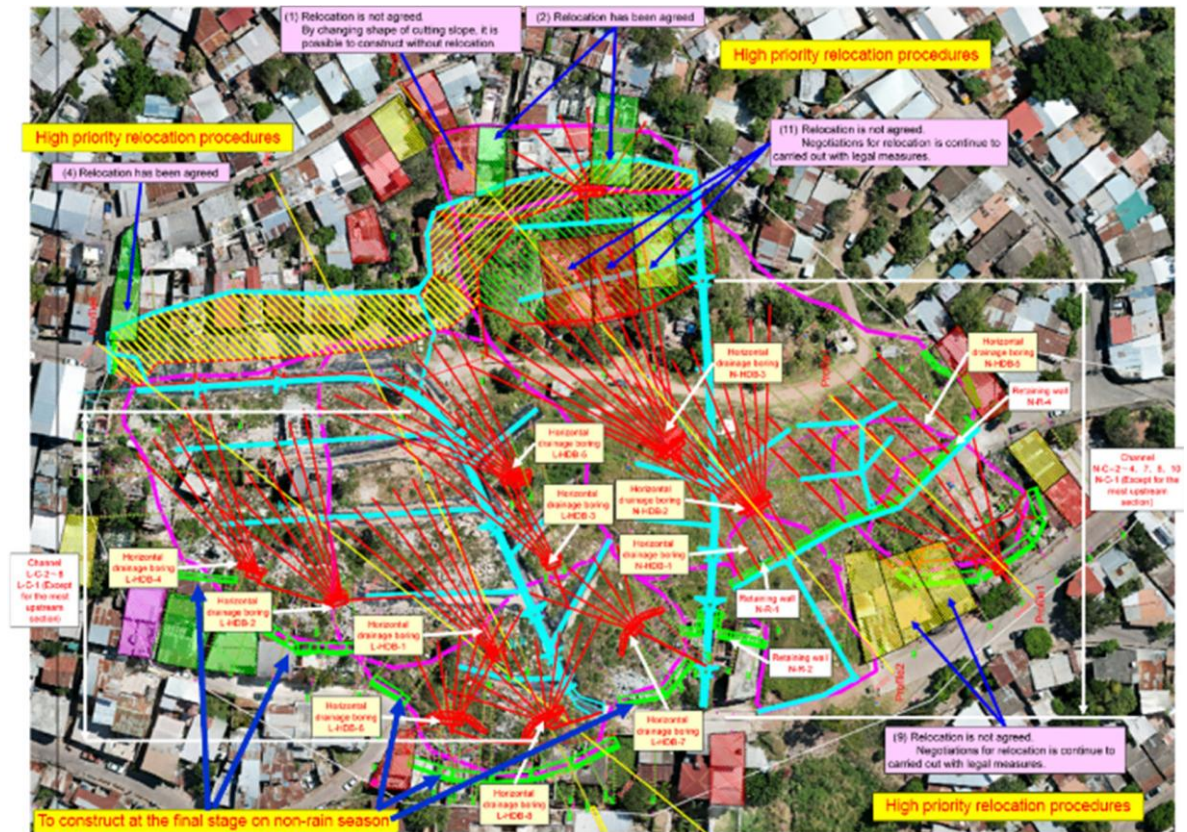 (1) Relocation is not agreed.
By changing shape of cutting slope, it is
possible to construct without relocation.
(2) Relocation has been agreed
High priority relocation procedures
High priority relocation procedures
(4) Relocation has been agreed
(11) Relocation is not agreed.
Negotiations for relocation is continue to
carried out with legal measures.
Horizontal
drainage boring
N-HDB-3
Horizontal
drainage boring
N-HDB-5
Retaining wall
N-R-4
Horizontal
drainage boring
L-HDB-5
Horizontal
drainage boring
L-HDB-3
Horizontal
drainage boring
N-HDB-2
Horizontal
drainage boring
N-HDB-1
Channel
N-C-2~4, 7, 8, 10
N-C-1 (Except for the
most upstream
section)
Channel
L-C-2~8
L-C-1 (Except
for the most
upstream
section)
Horizontal
drainage boring
L-HDB-4
Horizontal
drainage boring
L-HDB-2
Horizontal
drainage boring
L-HDB-1
Retaining wall
N-R-1
Retaining wall
N-R-2
Profile1
Profile2
Horizontal
drainage boring
L-HDB-6
Horizontal
drainage boring
L-HDB-7
Horizontal
drainage boring
L-HDB-8
(9) Relocation is not agreed.
Negotiations for relocation is continue to
carried out with legal measures.
High priority relocation procedures
To construct at the final stage on non-rain season